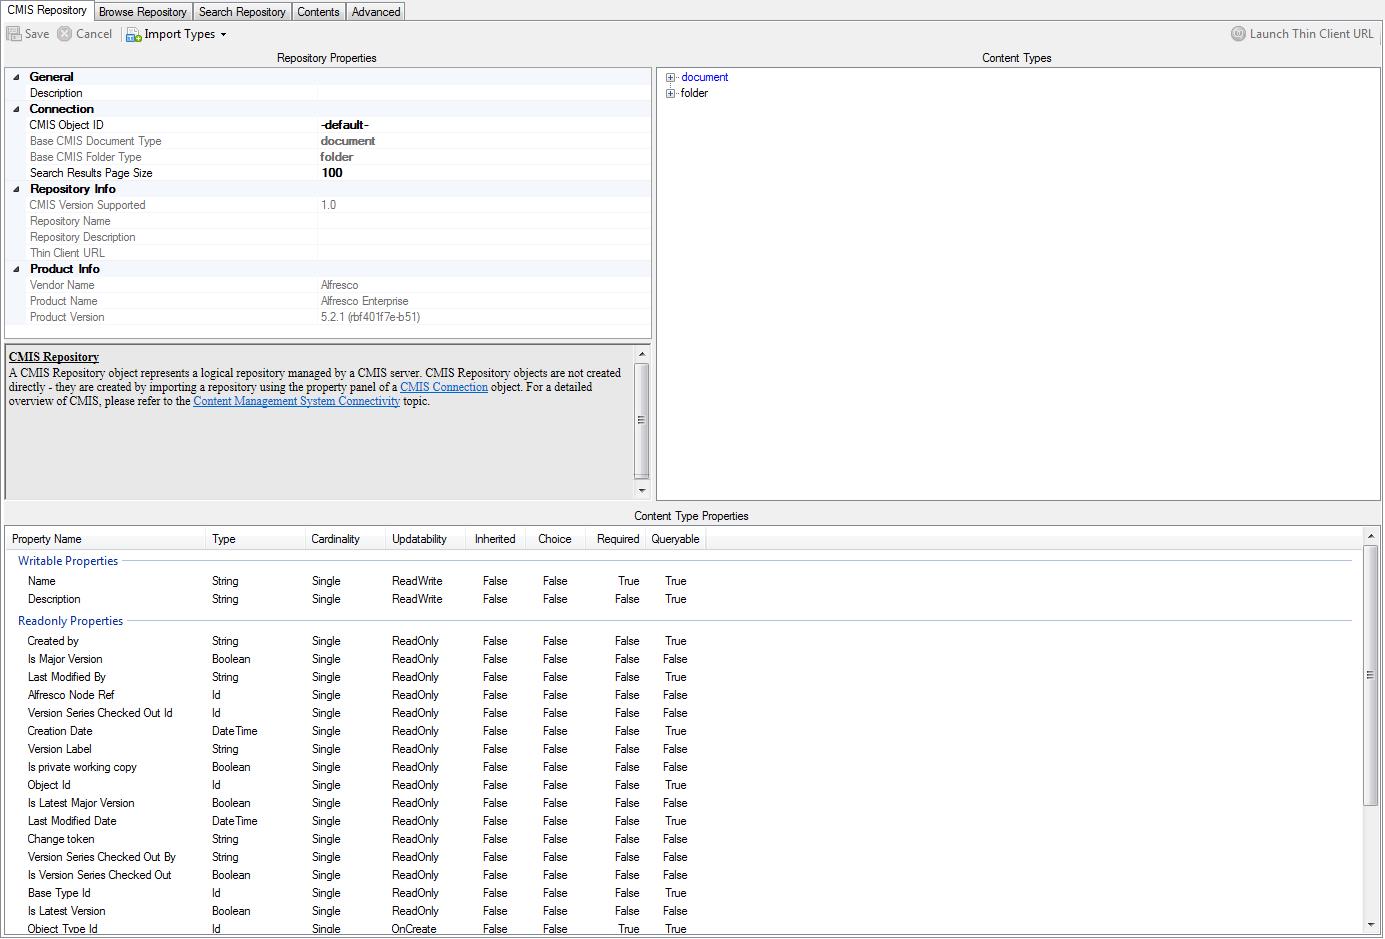 CMIS Repository Browse Repository Search Repository Contents Advanced
Save Cancel Import Types Launch Thin Client URL
Repository Properties
General
Description
Connection
CMIS Object ID -default-
Base CMIS Document Type document
Base CMIS Folder Type folder
Search Results Page Size 100
Repository Info
CMIS Version Supported 1.0
Repository Name
Repository Description
Thin Client URL
Product Info
Vendor Name Alfresco
Product Name Alfresco Enterprise
Product Version 5.2.1 (rbf401f7e-b51)
CMIS Repository
A CMIS Repository object represents a logical repository managed by a CMIS server. CMIS Repository objects are not created
directly - they are created by importing a repository using the property panel of a CMIS Connection object. For a detailed
overview of CMIS, please refer to the Content Management System Connectivity topic.
Content Types
document
folder
Content Type Properties
Property Name Type Cardinality Updatability Inherited Choice Required Queryable
Writable Properties
Name String Single ReadWrite False False True True
Description String Single ReadWrite False False False True
Readonly Properties
Created by String Single ReadOnly False False False True
Is Major Version Boolean Single ReadOnly False False False False
Last Modified By String Single ReadOnly False False False True
Alfresco Node Ref Id Single ReadOnly False False False False
Version Series Checked Out Id Id Single ReadOnly False False False False
Creation Date DateTime Single ReadOnly False False False True
Version Label String Single ReadOnly False False False False
Is private working copy Boolean Single ReadOnly False False False False
Object Id Id Single ReadOnly False False False True
Is Latest Major Version Boolean Single ReadOnly False False False False
Last Modified Date DateTime Single ReadOnly False False False True
Change token String Single ReadOnly False False False False
Version Series Checked Out By String Single ReadOnly False False False False
Is Version Series Checked Out Boolean Single ReadOnly False False False False
Base Type Id Id Single ReadOnly False False False True
Is Latest Version Boolean Single ReadOnly False False False False
Object Type Id Id Single OnCreate False False True True